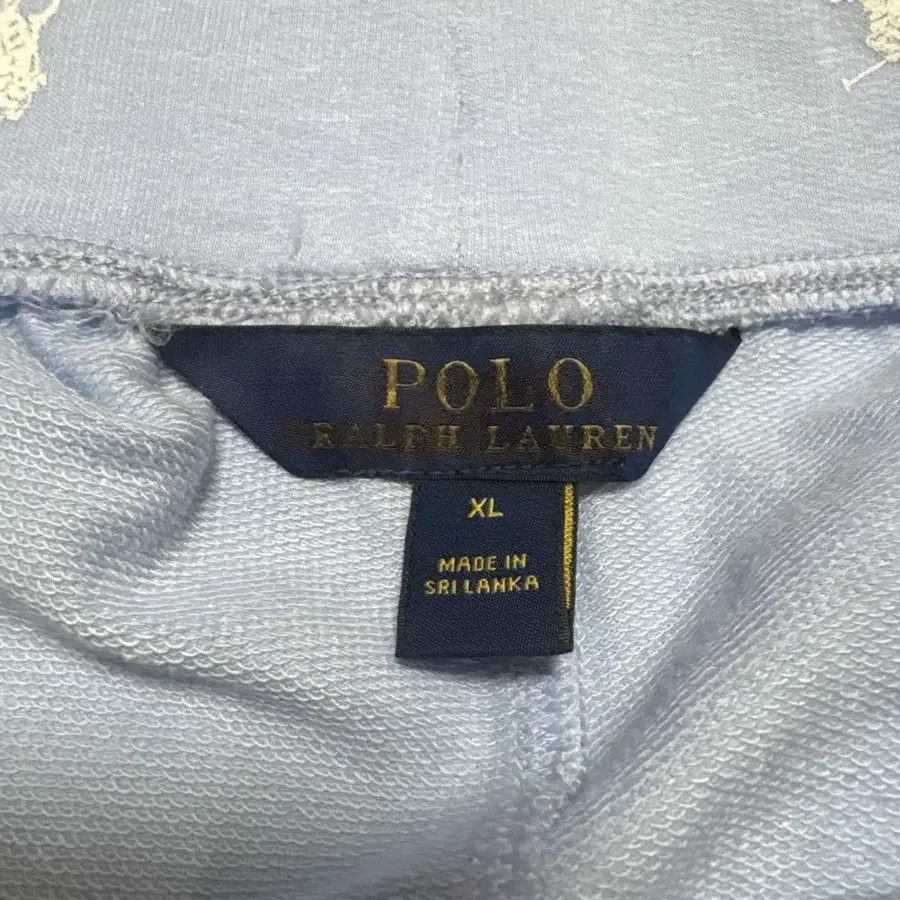 POLO
RALPH LAUREN
XL
MADE IN
SRI LANKA